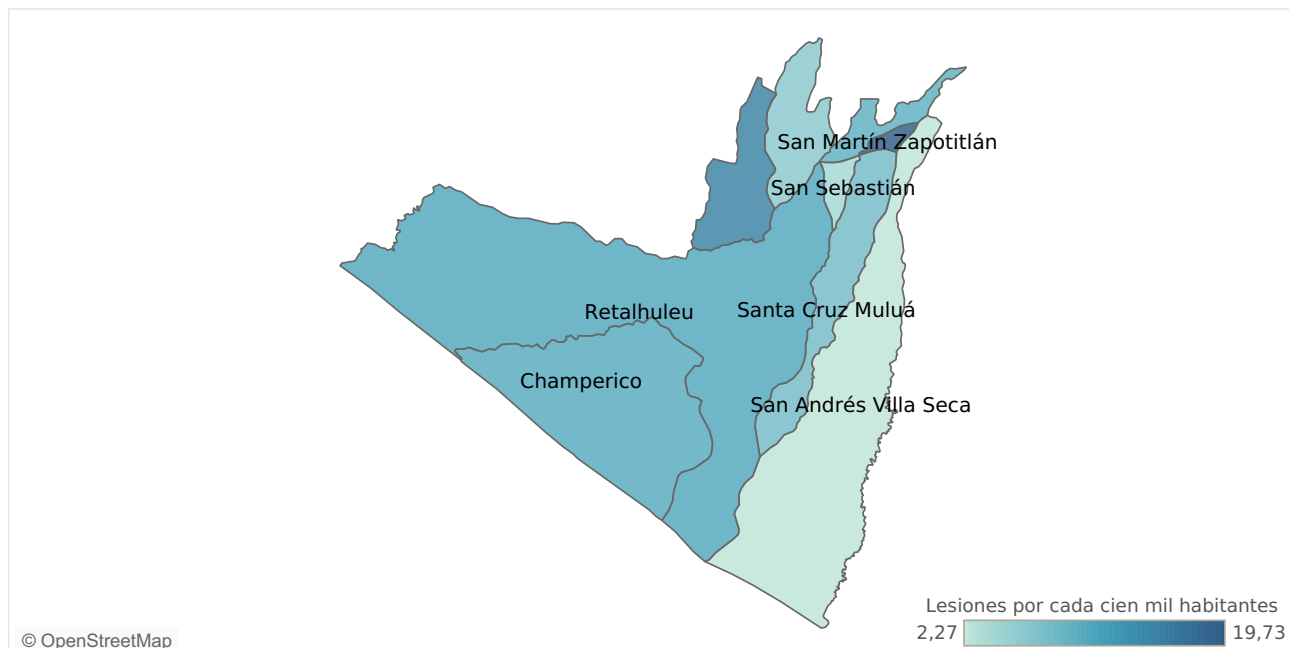 San Martín Zapotitlán
San Sebastián
Retalhuleu
Santa Cruz Muluá
Champerico
San Andrés Villa Seca
Lesiones por cada cien mil habitantes
2,27
19,73
© OpenStreetMap